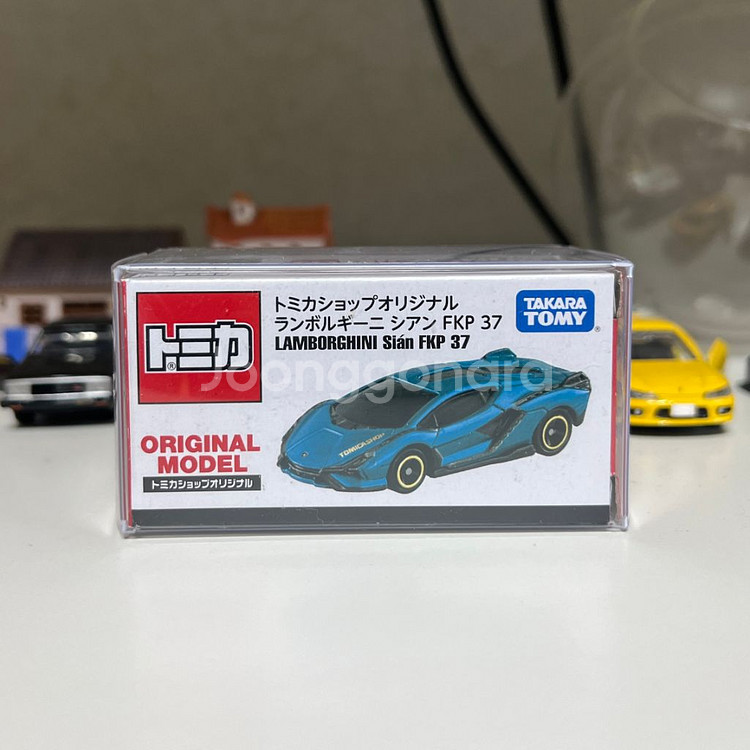 トミカ
トミカショップオリジナル
ランボルギーニ シアン FKP 37
LAMBORGHINI Sián FKP 37
TAKARA
TOMY
ORIGINAL
MODEL
トミカショップオリジナル
TOMICA SHOP
Joonggonara